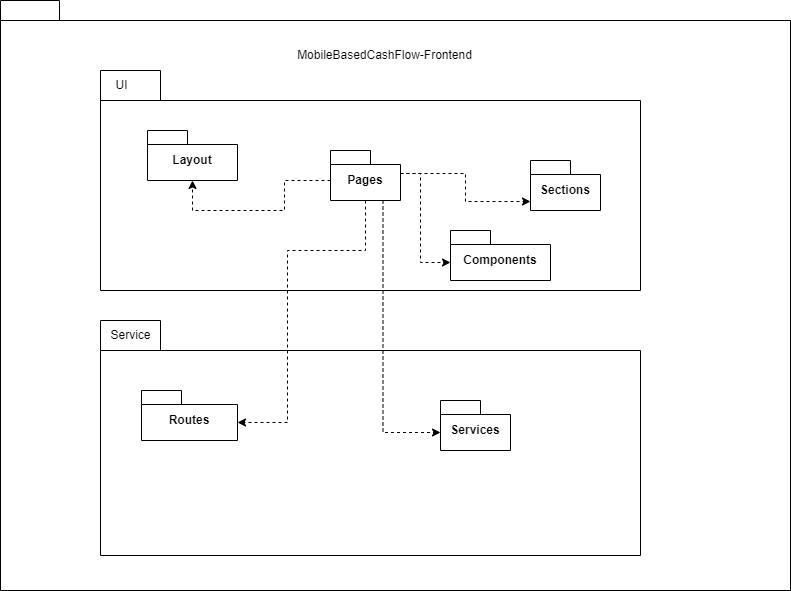 MobileBasedCashFlow-Frontend
UI
Layout
Pages
Sections
Components
Service
Routes
Services